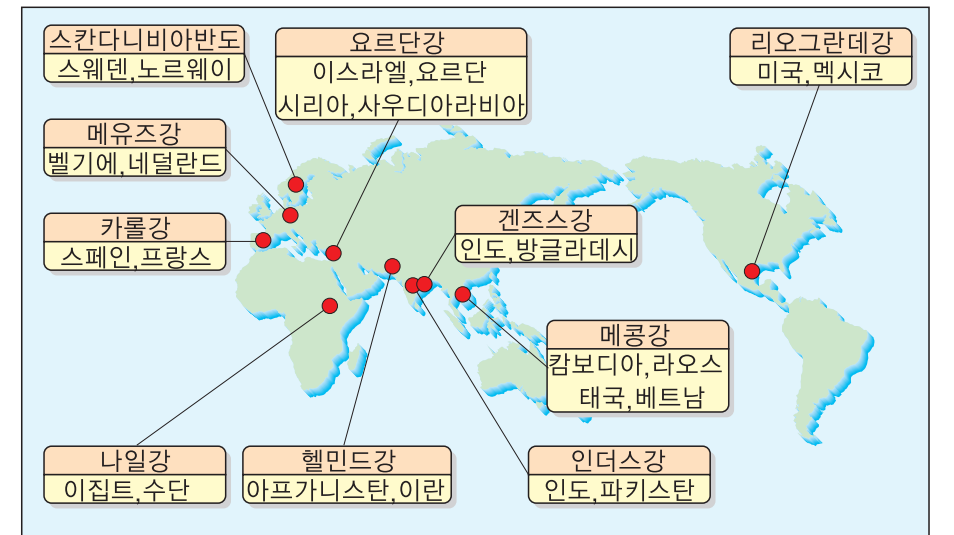 스칸다니비아반도
스웨덴,노르웨이
요르단강
이스라엘,요르단
시리아,사우디아라비아
리오그란데강
미국,멕시코
메유즈강
벨기에,네덜란드
카롤강
스페인,프랑스
겐즈스강
인도,방글라데시
메콩강
캄보디아,라오스
태국,베트남
나일강
이집트,수단
헬민드강
아프가니스탄,이란
인더스강
인도,파키스탄